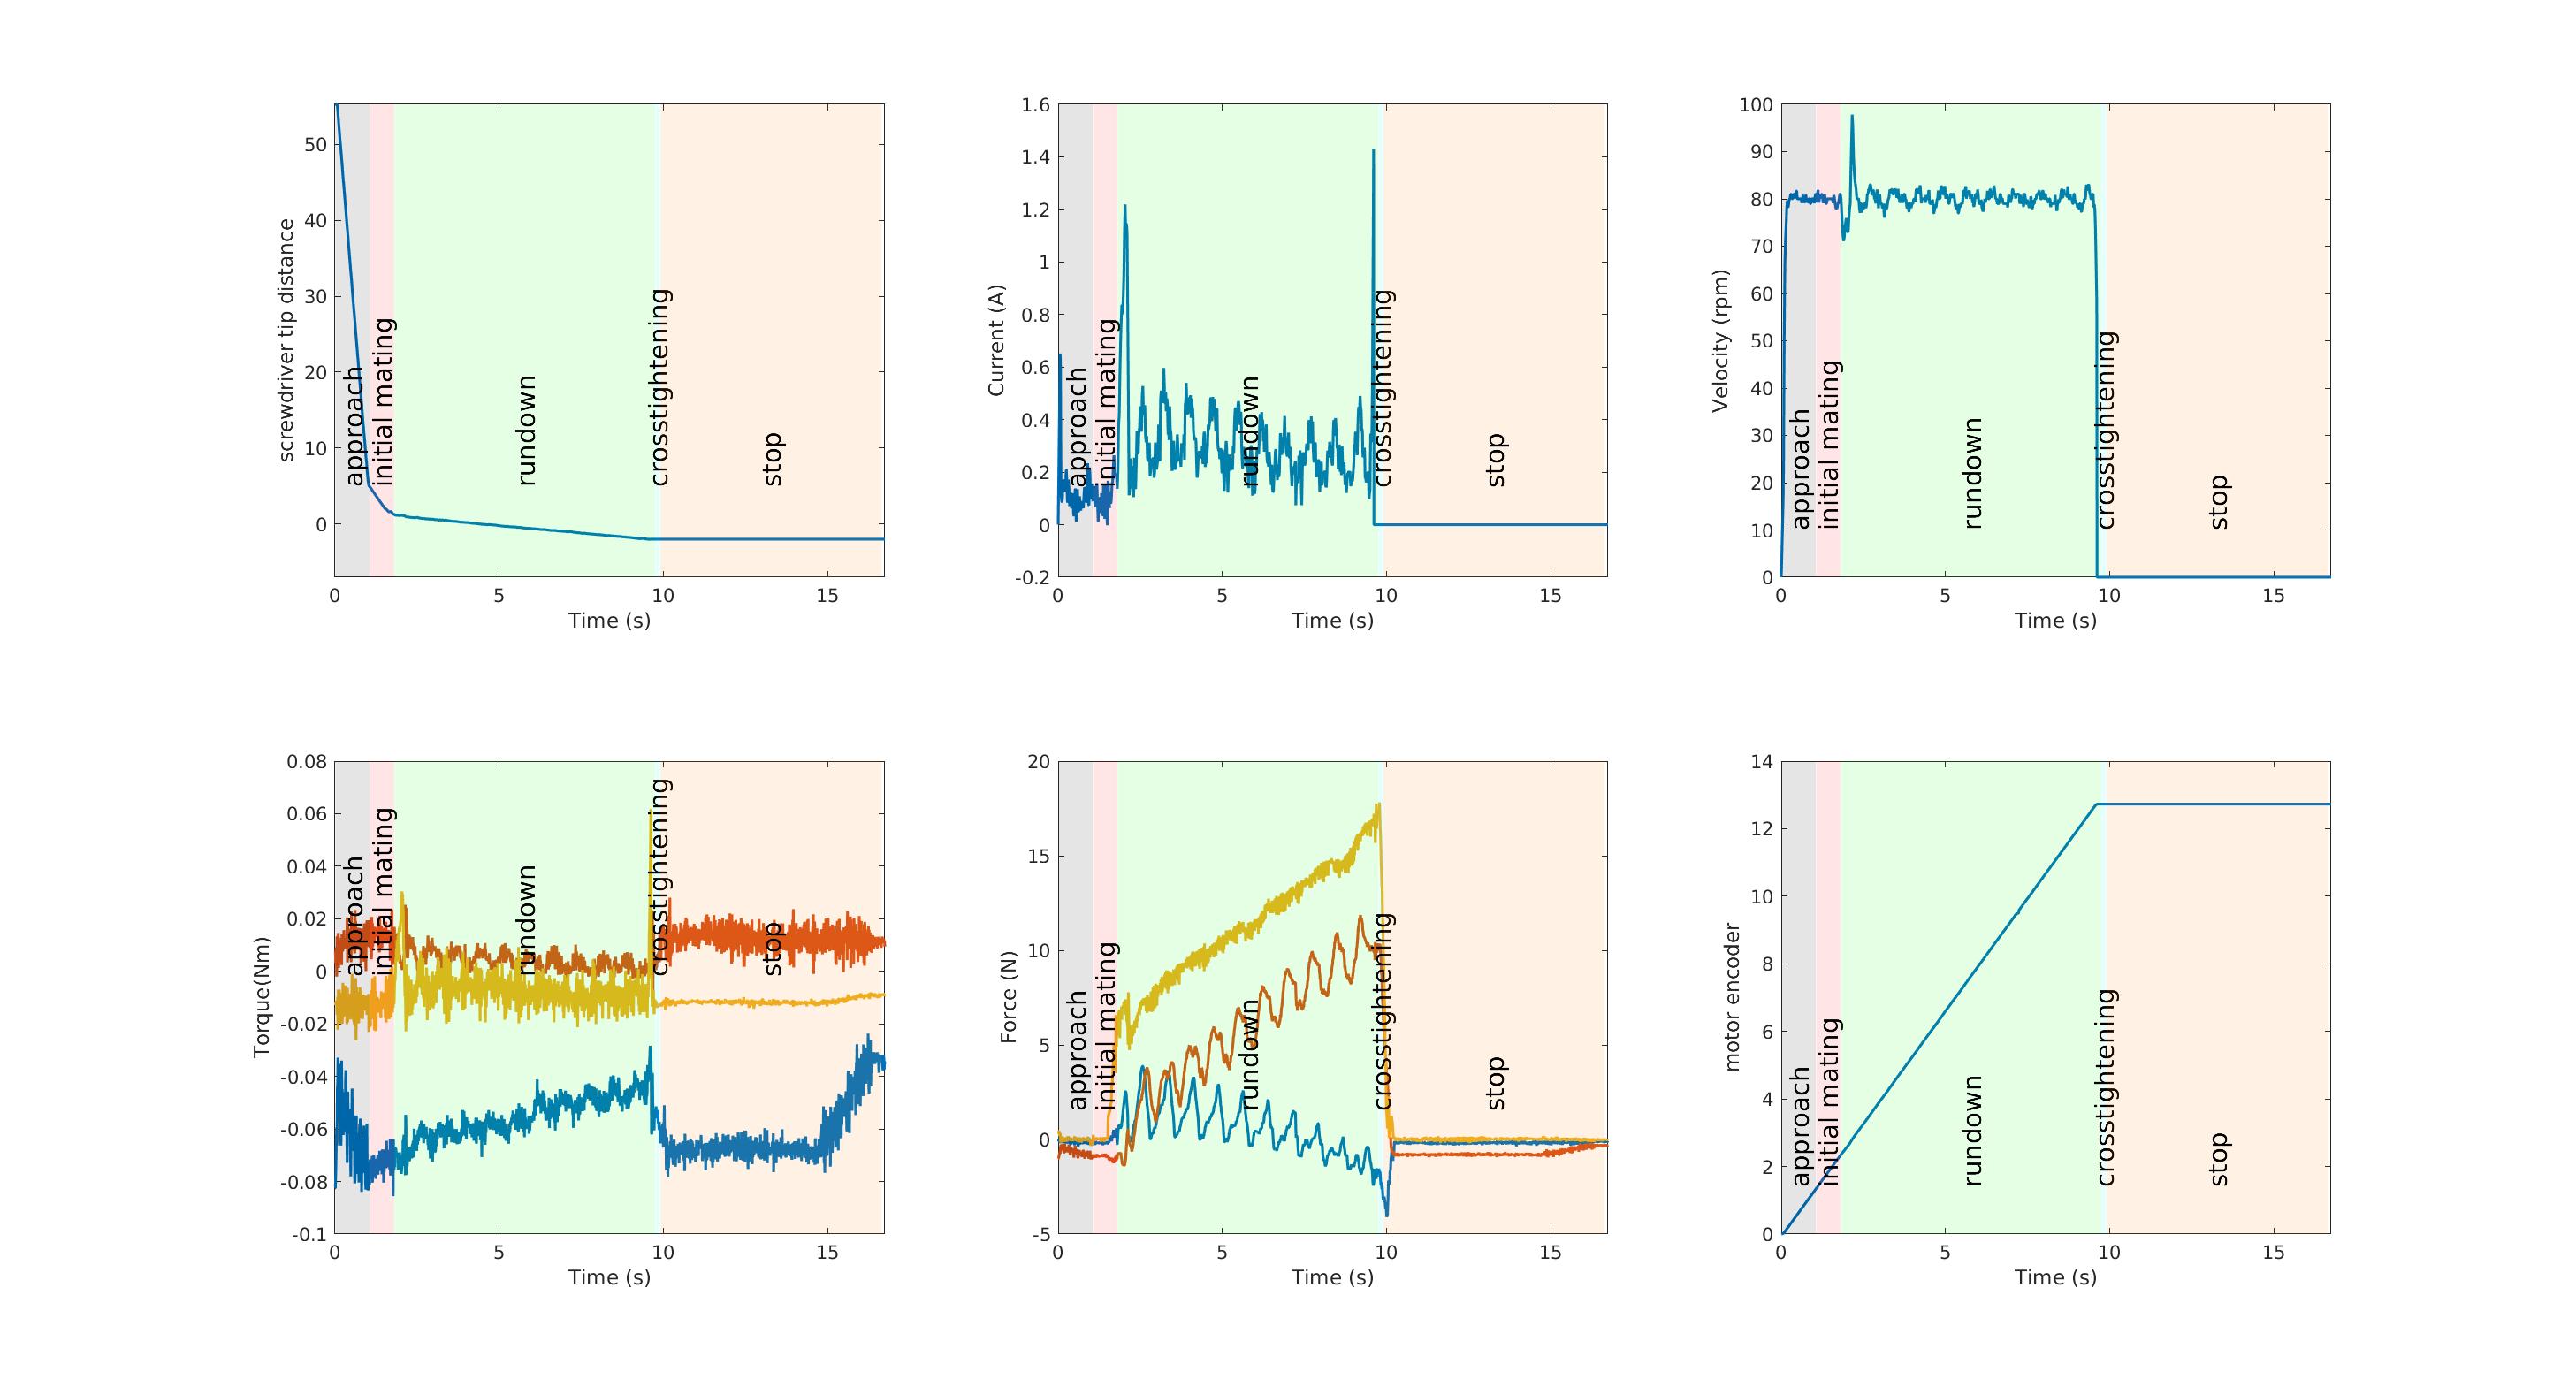 screwdriver tip distance
50
40
30
20
10
0
approach
initial mating
rundown
crosstightening
stop
0 5 10 15
Time (s)
Current (A)
1.6
1.4
1.2
1
0.8
0.6
0.4
0.2
0
-0.2
approach
initial mating
rundown
crosstightening
stop
0 5 10 15
Time (s)
Velocity (rpm)
100
90
80
70
60
50
40
30
20
10
0
approach
initial mating
rundown
crosstightening
stop
0 5 10 15
Time (s)
Torque(Nm)
0.08
0.06
0.04
0.02
0
-0.02
-0.04
-0.06
-0.08
-0.1
approach
initial mating
rundown
crosstightening
stop
0 5 10 15
Time (s)
Force (N)
20
15
10
5
0
-5
approach
initial mating
rundown
crosstightening
stop
0 5 10 15
Time (s)
motor encoder
14
12
10
8
6
4
2
0
approach
initial mating
rundown
crosstightening
stop
0 5 10 15
Time (s)